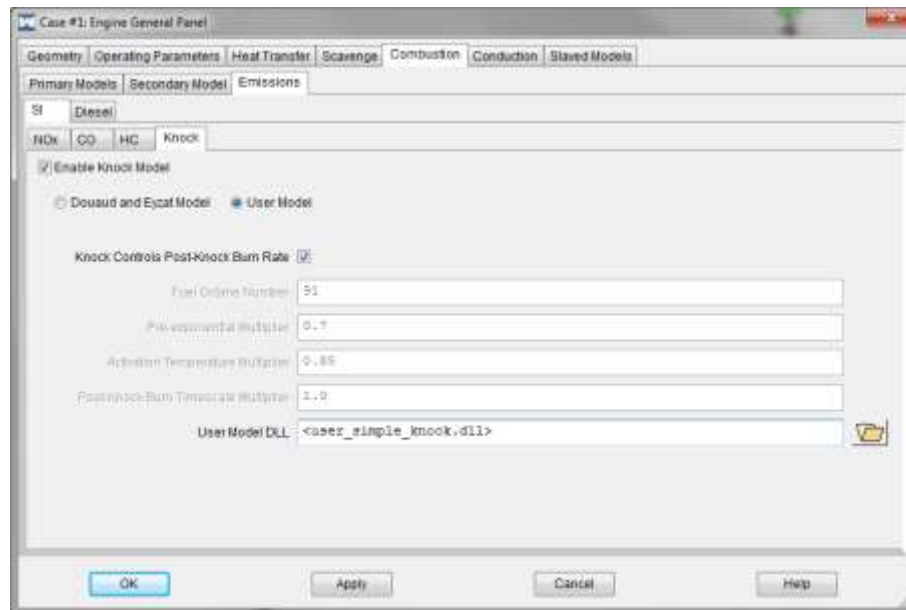 Case #1: Engine General Panel
Geometry Operating Parameters Heat Transfer Scavenge Combustion Conduction Slaved Models
Primary Models Secondary Model Emissions
SI Diesel
NOx CO HC Knock
Enable Knock Model
Douaud and Eyzat Model User Model
Knock Controls Post-Knock Burn Rate
Fuel Octane Number 91
Pre-exponential Multiplier 0.7
Activation Temperature Multiplier 0.85
Post-Knock Burn Timescale Multiplier 1.0
User Model DLL <user_simple_knock.dll>
OK Apply Cancel Help